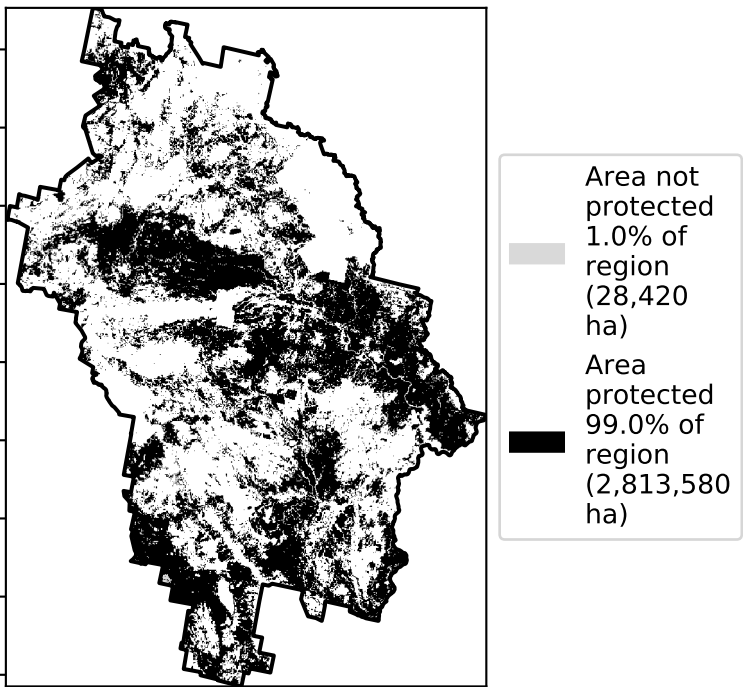 Area not
protected
1.0% of
region
(28,420
ha)
Area
protected
99.0% of
region
(2,813,580
ha)